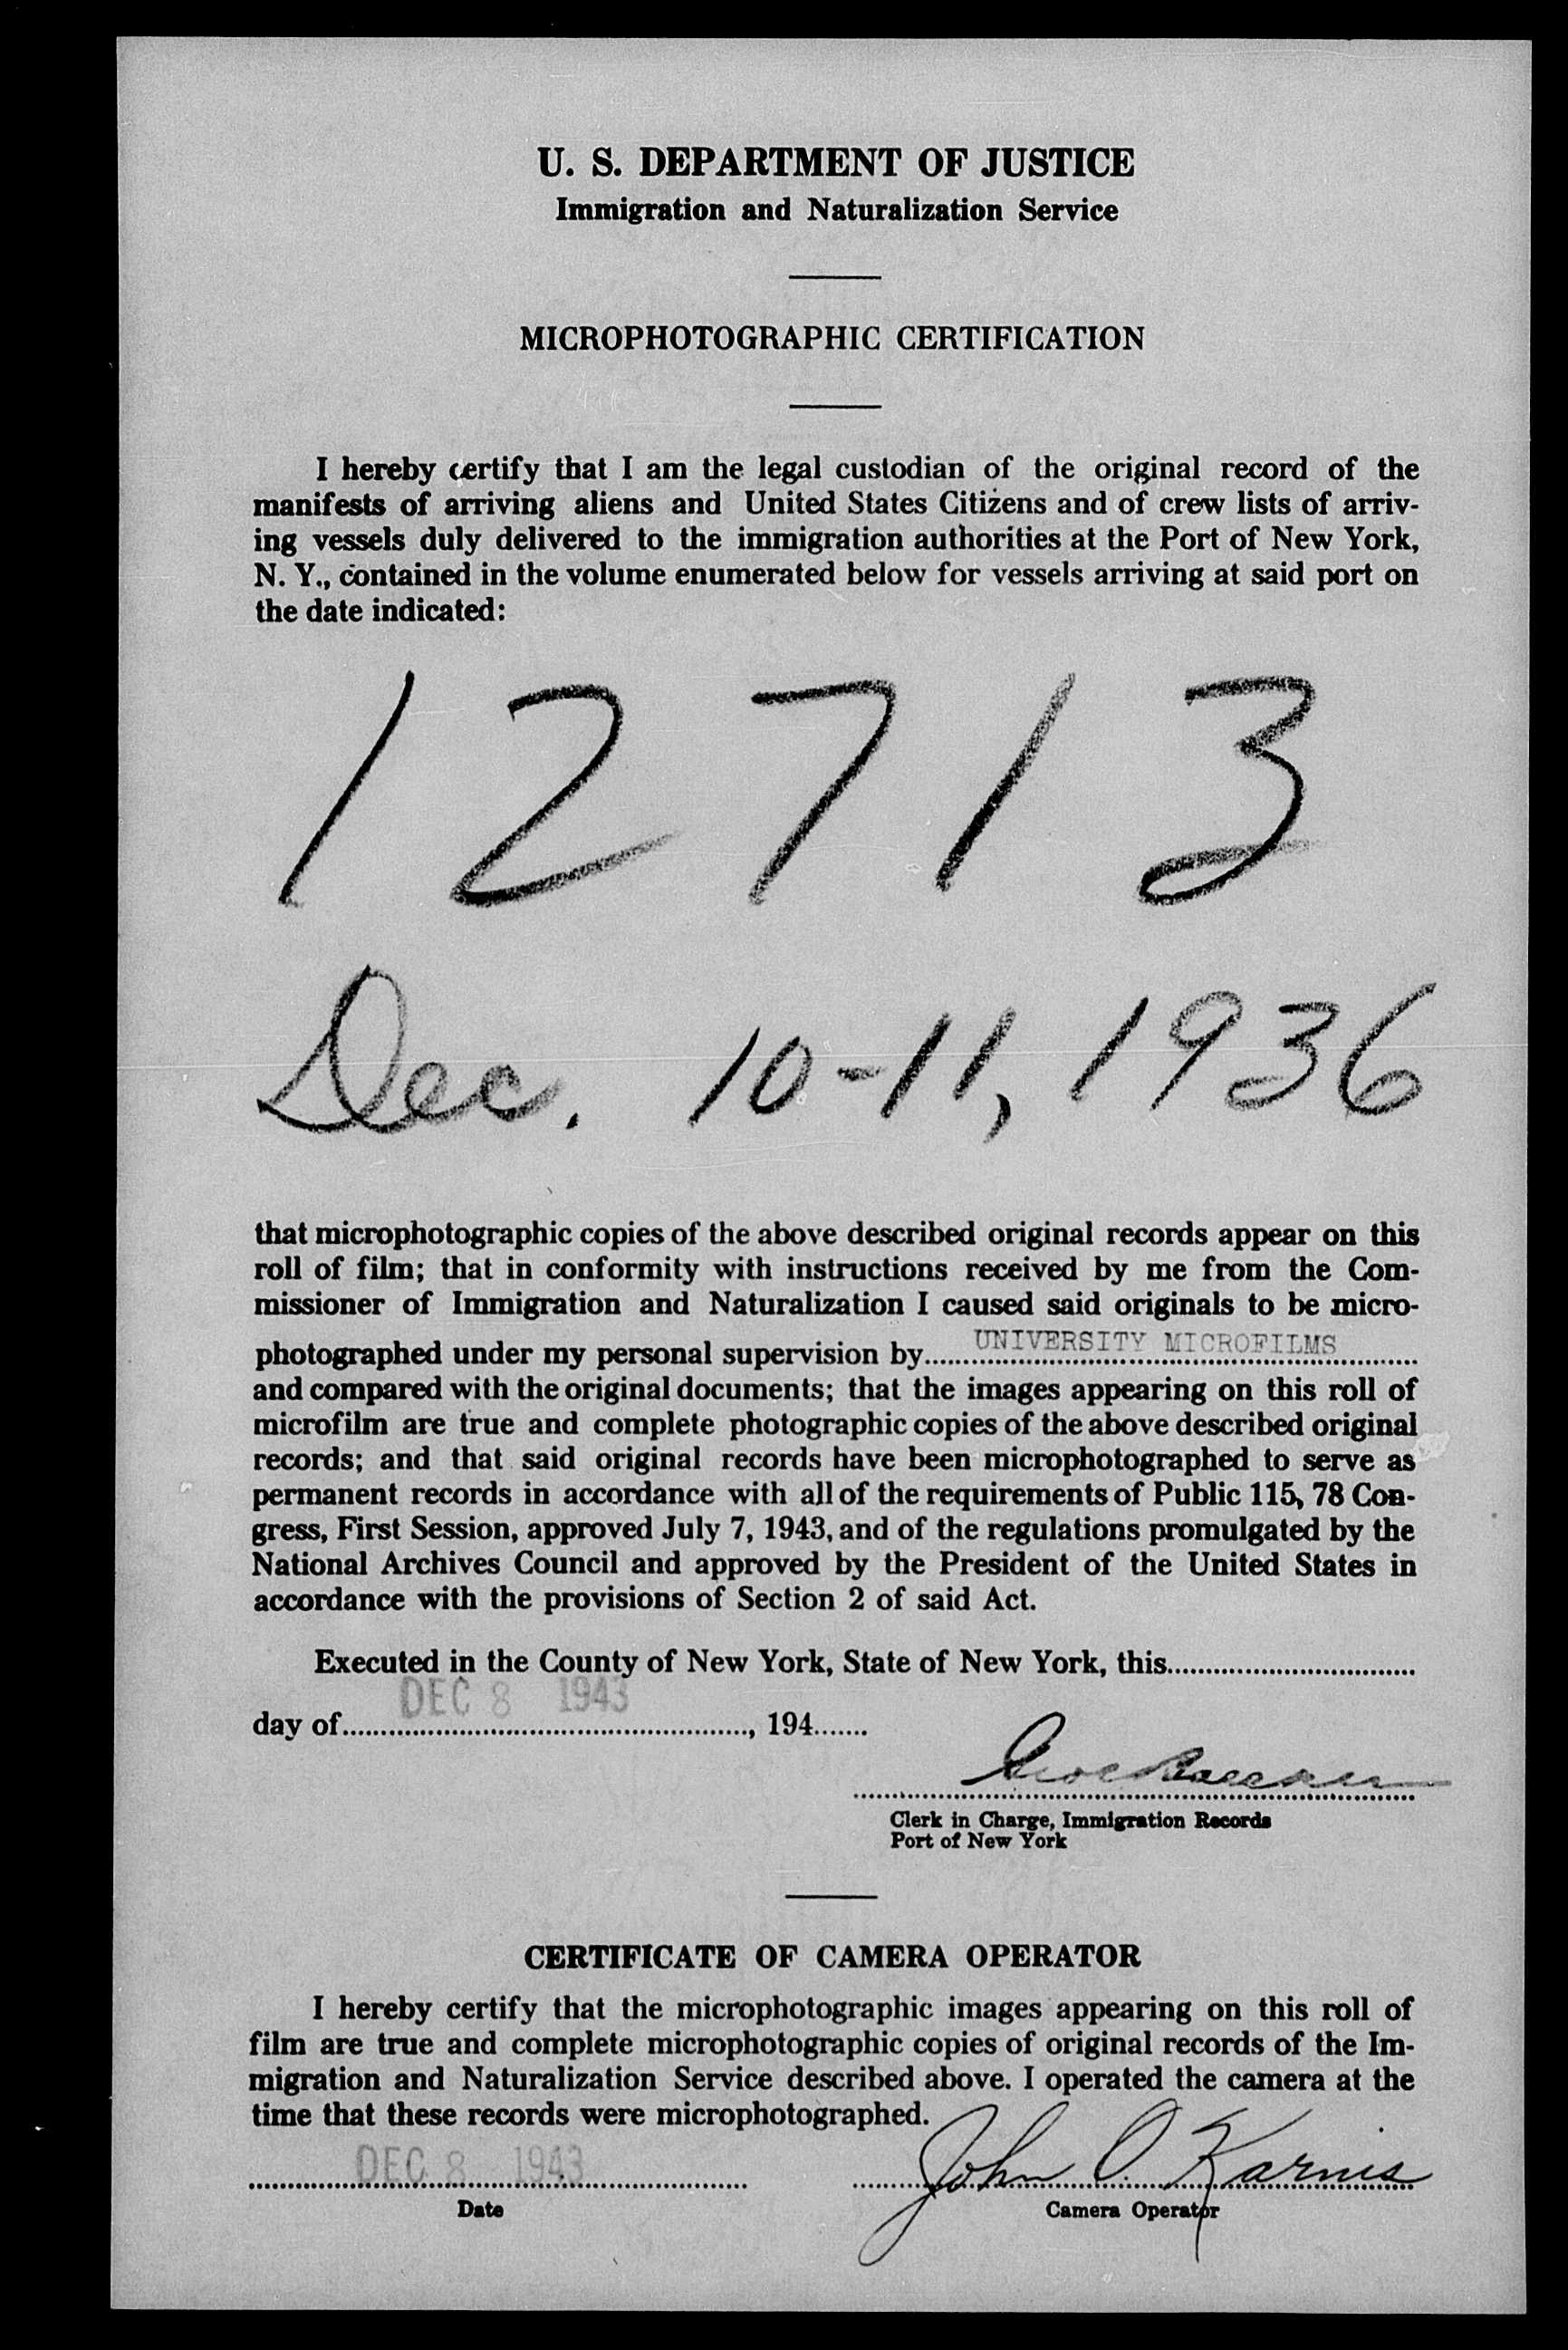 U. S. DEPARTMENT OF JUSTICE
Immigration and Naturalization Service
MICROPHOTOGRAPHIC CERTIFICATION
I hereby certify that I am the legal custodian of the original record of the
manifests of arriving aliens and United States Citizens and of crew lists of arriv-
ing vessels duly delivered to the immigration authorities at the Port of New York,
N. Y., contained in the volume enumerated below for vessels arriving at said port on
the date indicated:
12713
Dec. 10-11, 1936
that microphotographic copies of the above described original records appear on this
roll of film; that in conformity with instructions received by me from the Com-
missioner of Immigration and Naturalization I caused said originals to be micro-
photographed under my personal supervision by UNIVERSITY MICROFILMS
and compared with the original documents; that the images appearing on this roll of
microfilm are true and complete photographic copies of the above described original
records; and that said original records have been microphotographed to serve as
permanent records in accordance with all of the requirements of Public 115, 78 Con-
gress, First Session, approved July 7, 1943, and of the regulations promulgated by the
National Archives Council and approved by the President of the United States in
accordance with the provisions of Section 2 of said Act.
Executed in the County of New York, State of New York, this
DEC 8 1943
day of , 194
Clerk in Charge, Immigration Records
Port of New York
CERTIFICATE OF CAMERA OPERATOR
I hereby certify that the microphotographic images appearing on this roll of
film are true and complete microphotographic copies of original records of the Im-
migration and Naturalization Service described above. I operated the camera at the
time that these records were microphotographed.
DEC 8 1943 John O. Karnis
Date Camera Operator